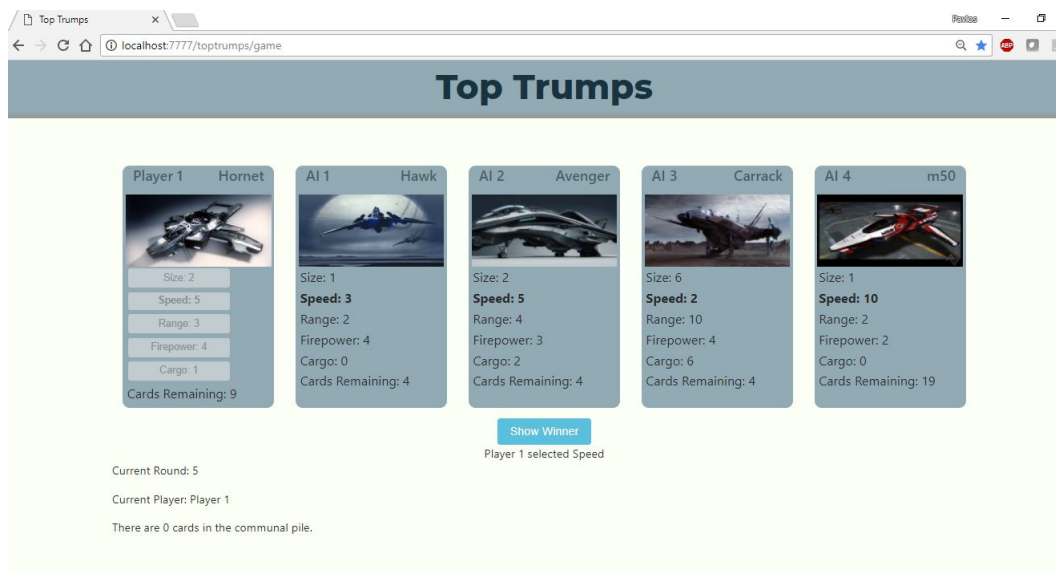 Top Trumps
Pavlos
localhost:7777/toptrumps/game
ABP
Top Trumps
Player 1 Hornet
Size: 2
Speed: 5
Range: 3
Firepower: 4
Cargo: 1
Cards Remaining: 9
AI 1 Hawk
Size: 1
Speed: 3
Range: 2
Firepower: 4
Cargo: 0
Cards Remaining: 4
AI 2 Avenger
Size: 2
Speed: 5
Range: 4
Firepower: 3
Cargo: 2
Cards Remaining: 4
AI 3 Carrack
Size: 6
Speed: 2
Range: 10
Firepower: 4
Cargo: 6
Cards Remaining: 4
AI 4 m50
Size: 1
Speed: 10
Range: 2
Firepower: 2
Cargo: 0
Cards Remaining: 19
Show Winner
Player 1 selected Speed
Current Round: 5
Current Player: Player 1
There are 0 cards in the communal pile.